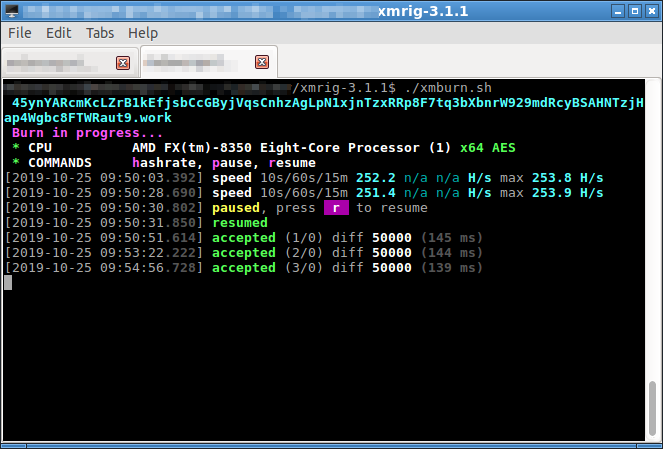 xmrig-3.1.1
File Edit Tabs Help
/xmrig-3.1.1$ ./xmburn.sh
45ynYARcmKcLZrB1kEfjsbCcGByjVqsCnhzAgLpN1xjnTzxRRp8F7tq3bXbnrW929mdRcyBSAHNTzjH
ap4Wgbc8FTWRaut9.work
Burn in progress...
* CPU AMD FX(tm)-8350 Eight-Core Processor (1) x64 AES
* COMMANDS hashrate, pause, resume
[2019-10-25 09:50:03.392] speed 10s/60s/15m 252.2 n/a n/a H/s max 253.8 H/s
[2019-10-25 09:50:28.690] speed 10s/60s/15m 251.4 n/a n/a H/s max 253.9 H/s
[2019-10-25 09:50:30.802] paused, press r to resume
[2019-10-25 09:50:31.850] resumed
[2019-10-25 09:50:51.614] accepted (1/0) diff 50000 (145 ms)
[2019-10-25 09:53:22.222] accepted (2/0) diff 50000 (144 ms)
[2019-10-25 09:54:56.728] accepted (3/0) diff 50000 (139 ms)